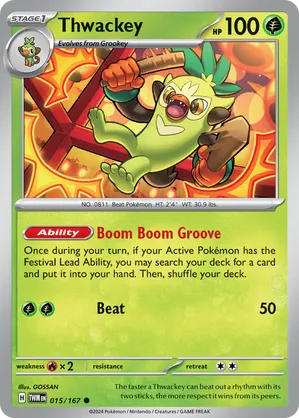 STAGE 1
Thwackey
HP 100
Evolves from Grookey
NO. 0811 Beat Pokémon HT: 2'4" WT: 30.9 lbs.
Ability Boom Boom Groove
Once during your turn, if your Active Pokémon has the
Festival Lead Ability, you may search your deck for a card
and put it into your hand. Then, shuffle your deck.
Beat 50
weakness ×2 resistance retreat
Illus. GOSSAN
H TWM EN 015/167
The faster a Thwackey can beat out a rhythm with its
two sticks, the more respect it wins from its peers.
©2024 Pokémon / Nintendo / Creatures / GAME FREAK